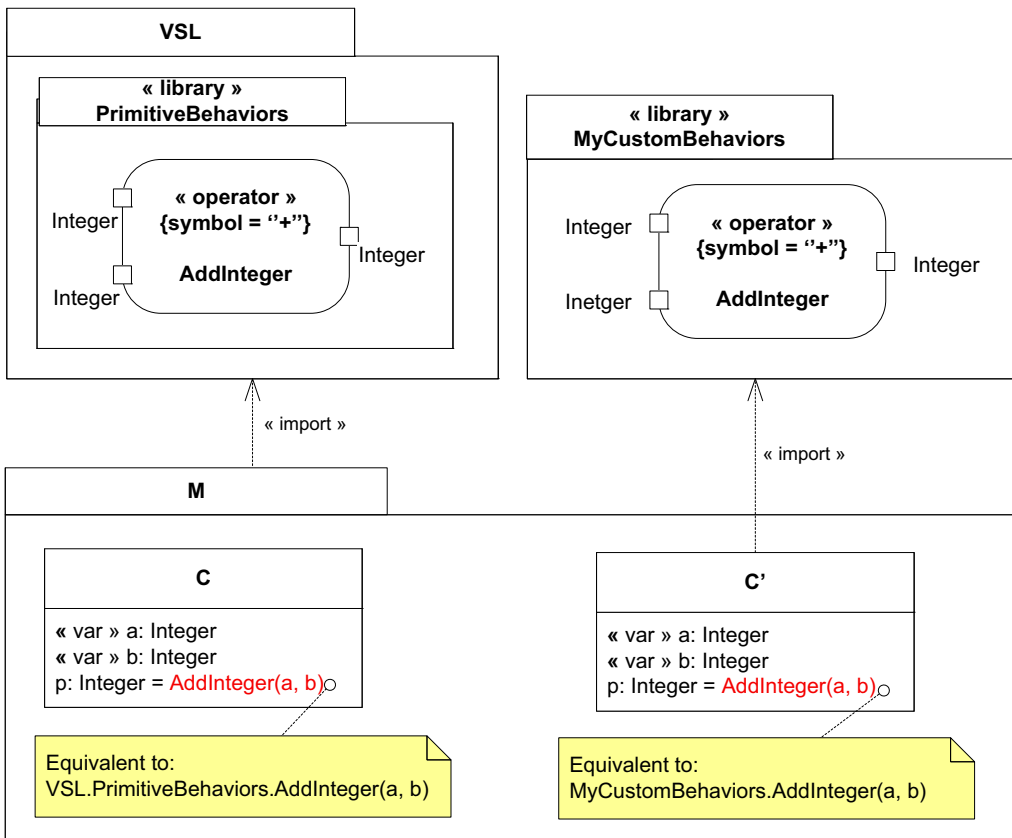 VSL
« library »
PrimitiveBehaviors
« operator »
{symbol = ‘’+’’}
AddInteger
Integer
Integer
Integer
« library »
MyCustomBehaviors
« operator »
{symbol = ‘’+’’}
AddInteger
Integer
Inetger
Integer
« import »
« import »
M
C
« var » a: Integer
« var » b: Integer
p: Integer = AddInteger(a, b)
Equivalent to:
VSL.PrimitiveBehaviors.AddInteger(a, b)
C’
« var » a: Integer
« var » b: Integer
p: Integer = AddInteger(a, b)
Equivalent to:
MyCustomBehaviors.AddInteger(a, b)